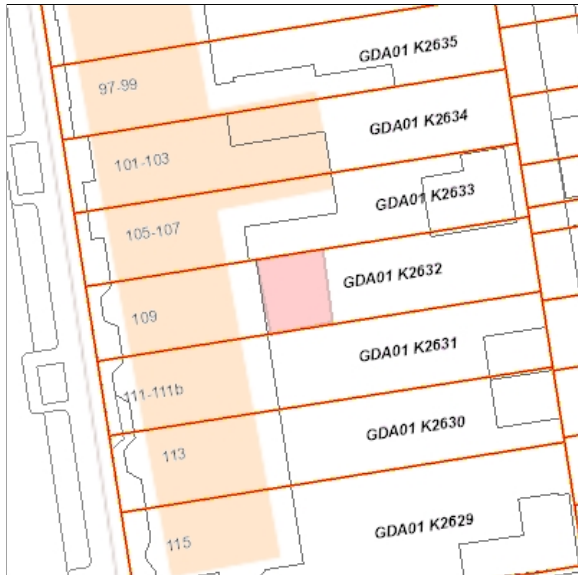 GDA01 K2635
97-99
GDA01 K2634
101-103
GDA01 K2633
105-107
GDA01 K2632
109
GDA01 K2631
111-111b
GDA01 K2630
113
GDA01 K2629
115